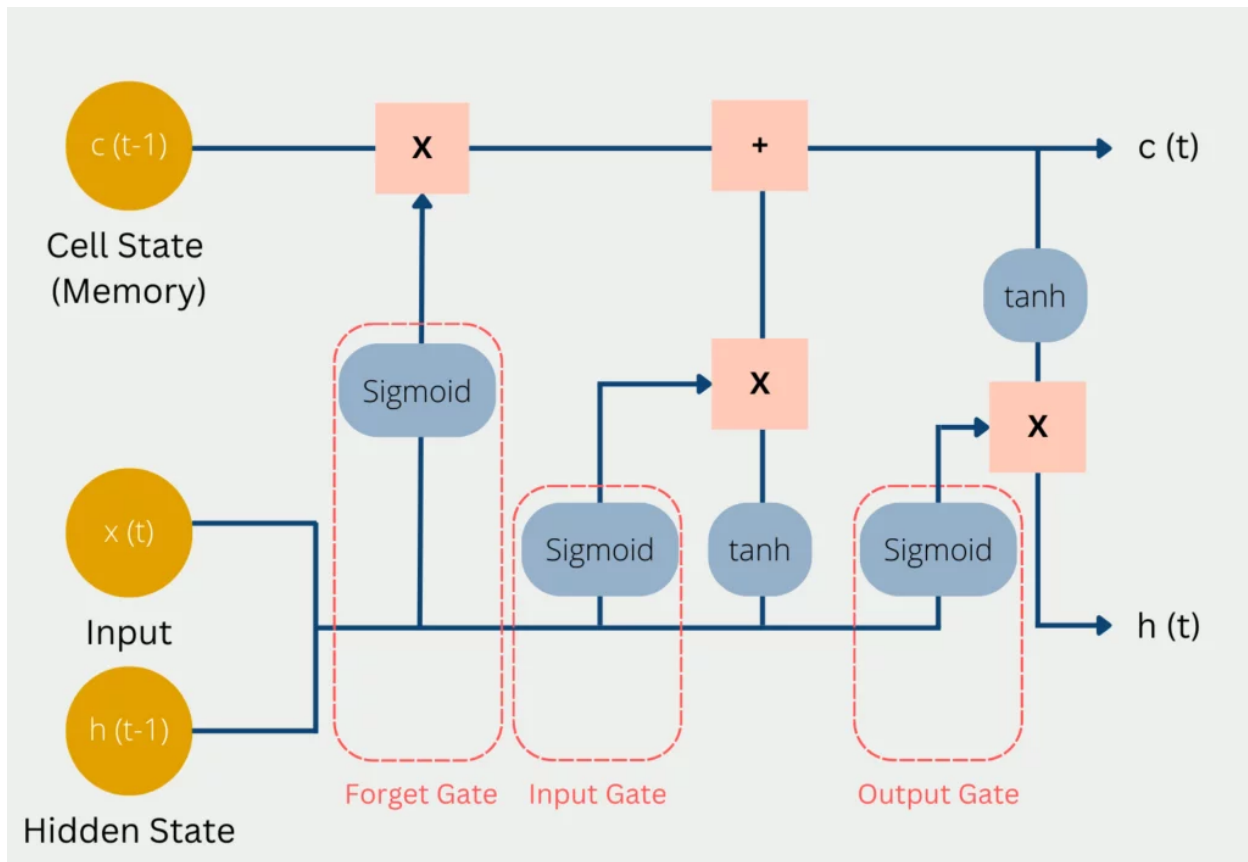 c (t-1)
X
+
c (t)
Cell State
(Memory)
tanh
Sigmoid
X
X
x (t)
Sigmoid
tanh
Sigmoid
Input
h (t)
h (t-1)
Forget Gate
Input Gate
Output Gate
Hidden State